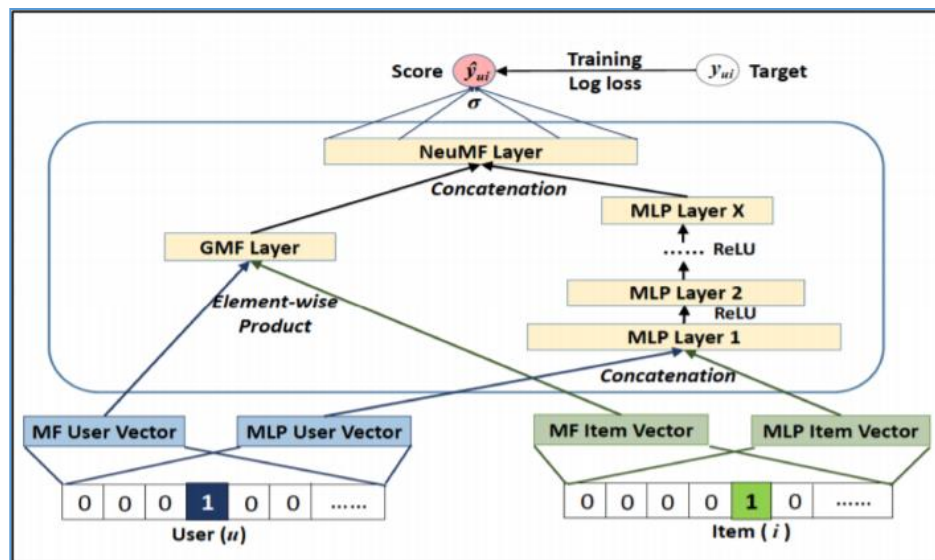 Score ŷui Training yui Target
Log loss
σ
NeuMF Layer
Concatenation
MLP Layer X
GMF Layer
...... ReLU
Element-wise
Product
MLP Layer 2
ReLU
MLP Layer 1
Concatenation
MF User Vector MLP User Vector MF Item Vector MLP Item Vector
0 0 0 1 0 0 ...... 0 0 0 0 1 0 ......
User (u) Item ( i )